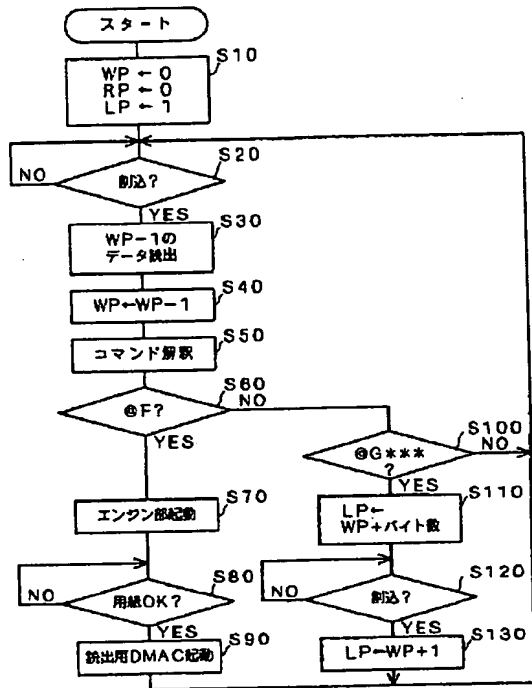 スタート
S10
WP←0
RP←0
LP←1
S20
割込?
NO
YES
S30
WP-1の
データ読出
S40
WP←WP-1
S50
コマンド解釈
S60
@F?
NO
YES
S100
@G***
?
NO
YES
S70
エンジン部起動
S110
LP←
WP+バイト数
S80
用紙OK?
NO
YES
S120
割込?
NO
YES
S90
読出用DMAC起動
S130
LP←WP+1